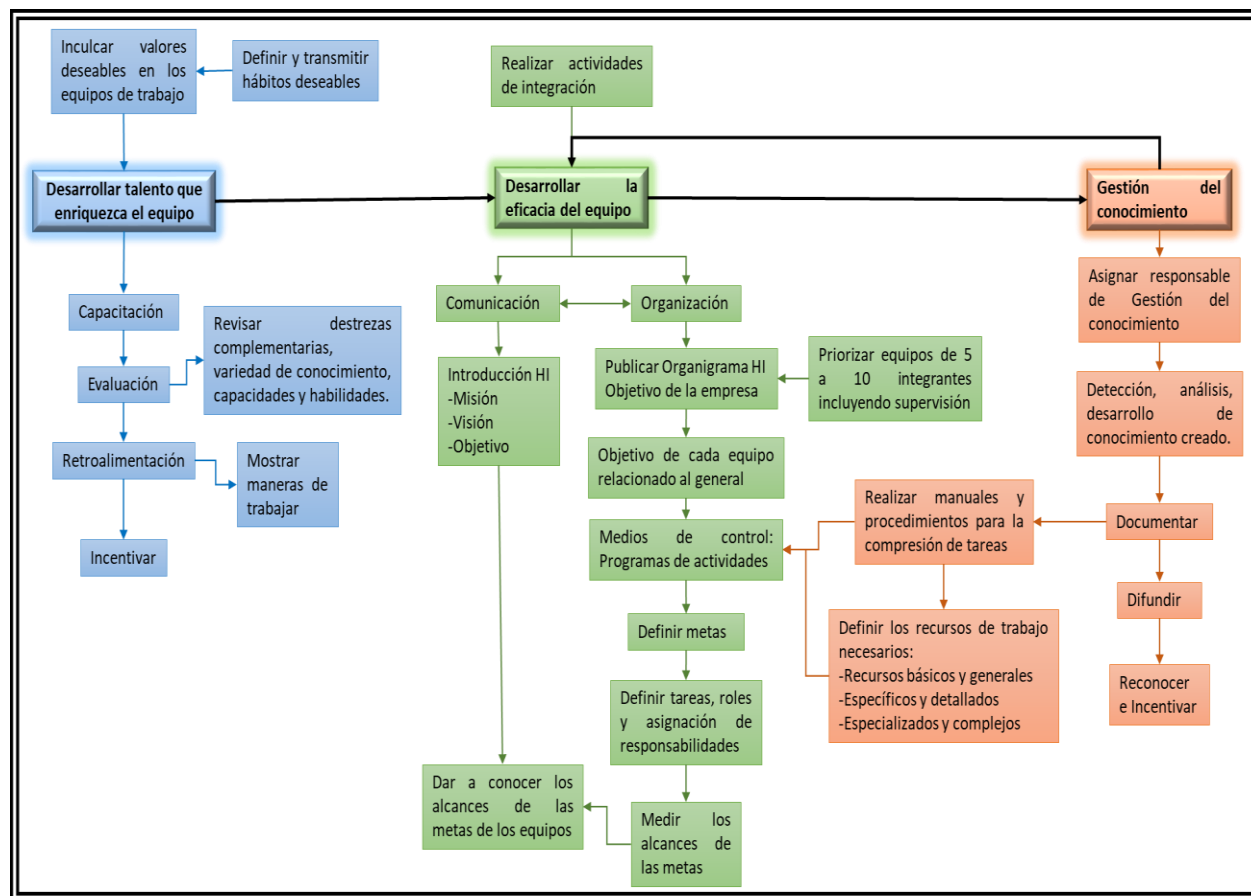 Inculcar valores
deseables en los
equipos de trabajo
Definir y transmitir
hábitos deseables
Realizar actividades
de integración
Desarrollar talento que
enriquezca el equipo
Desarrollar la
eficacia del equipo
Gestión del
conocimiento
Capacitación
Evaluación
Revisar destrezas
complementarias,
variedad de conocimiento,
capacidades y habilidades.
Retroalimentación
Mostrar
maneras de
trabajar
Incentivar
Comunicación
Organización
Introducción HI
-Misión
-Visión
-Objetivo
Publicar Organigrama HI
Objetivo de la empresa
Priorizar equipos de 5
a 10 integrantes
incluyendo supervisión
Objetivo de cada equipo
relacionado al general
Medios de control:
Programas de actividades
Definir metas
Definir tareas, roles
y asignación de
responsabilidades
Dar a conocer los
alcances de las
metas de los equipos
Medir los
alcances de
las metas
Asignar responsable
de Gestión del
conocimiento
Detección, análisis,
desarrollo de
conocimiento creado.
Realizar manuales y
procedimientos para la
compresión de tareas
Documentar
Definir los recursos de trabajo
necesarios:
-Recursos básicos y generales
-Específicos y detallados
-Especializados y complejos
Difundir
Reconocer
e Incentivar